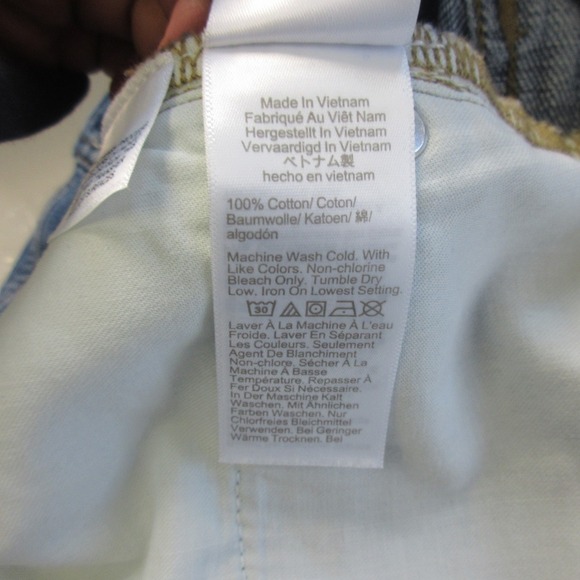 Made In Vietnam
Fabriqué Au Viêt Nam
Hergestellt In Vietnam
Vervaardigd In Vietnam
ベトナム製
hecho en vietnam
100% Cotton/ Coton/
Baumwolle/ Katoen/ 綿/
algodón
Machine Wash Cold. With
Like Colors. Non-chlorine
Bleach Only. Tumble Dry
Low. Iron On Lowest Setting.
30
Laver À La Machine À L'eau
Froide. Laver En Séparant
Les Couleurs. Seulement
Agent De Blanchiment
Non-chlore. Sécher À La
Machine À Basse
Température. Repasser À
Fer Doux Si Nécessaire.
In Der Maschine Kalt
Waschen. Mit Ähnlichen
Farben Waschen. Nur
Chlorfreies Bleichmittel
Verwenden. Bei Geringer
Wärme Trocknen. Bei